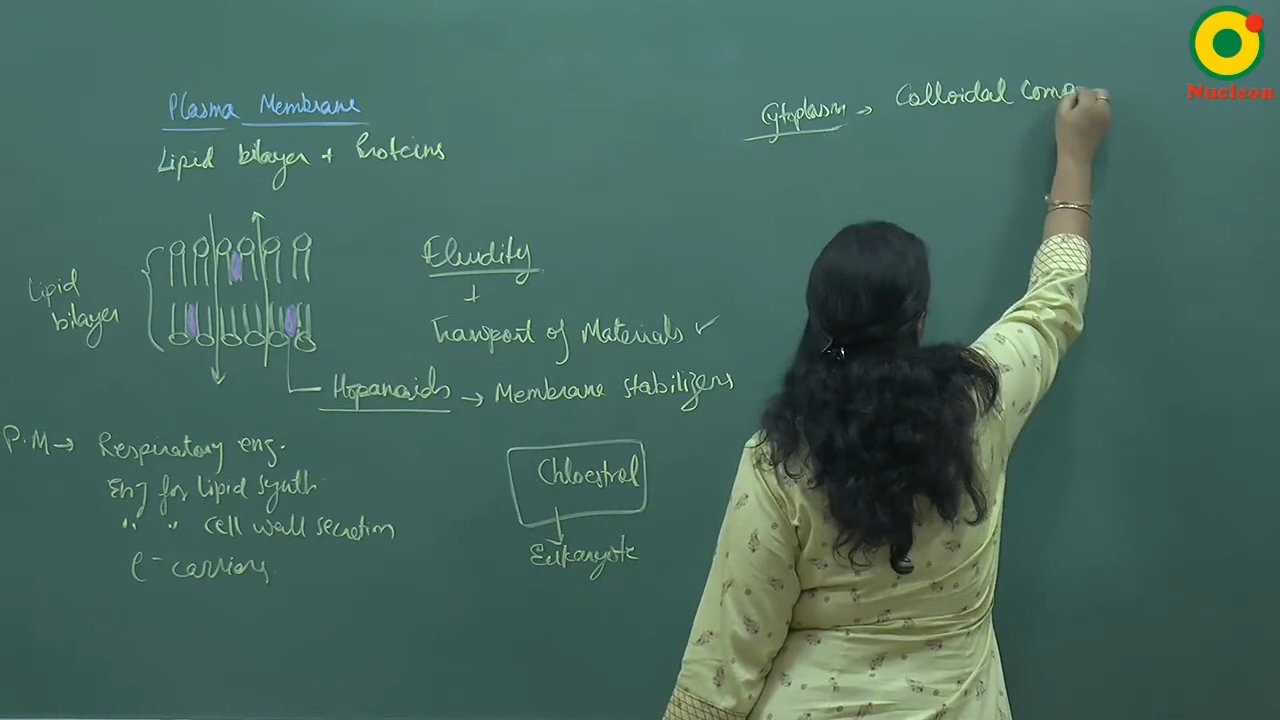 Plasma Membrane
Lipid bilayer + Proteins
Lipid bilayer
Fluidity
+
Transport of Materials ✓
Hopanoids → Membrane stabilizers
P.M → Respiratory enz.
Enz for Lipid synth
" " cell wall secretion
e⁻ carriers
Chloestrol
Eukaryote
Cytoplasm → Colloidal Comp
Nucleon